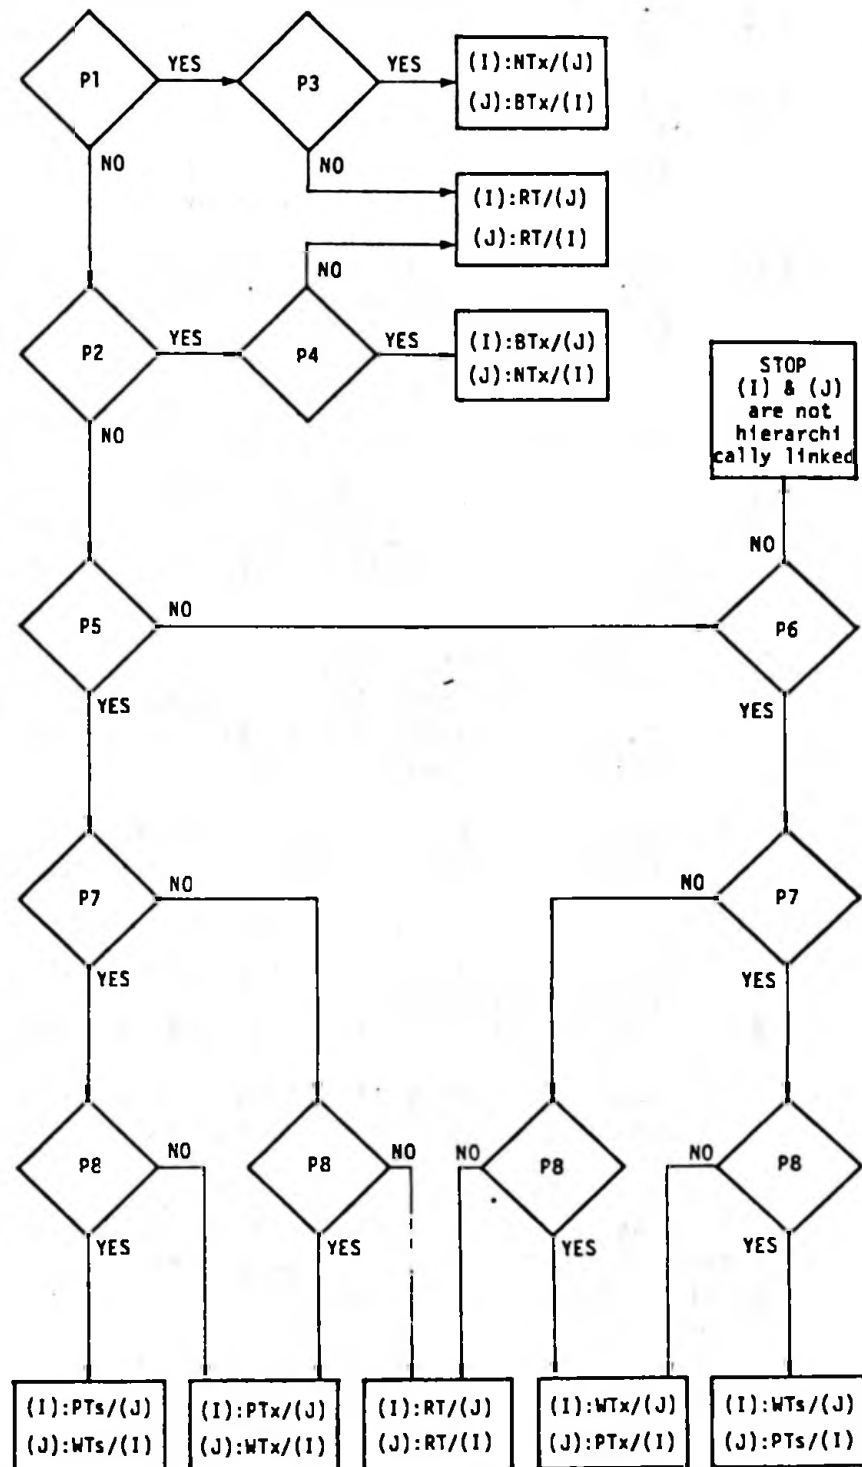 P1
YES
P3
YES
(I):NTx/(J)
(J):BTx/(I)
NO
NO
(I):RT/(J)
(J):RT/(I)
NO
P2
YES
P4
YES
(I):BTx/(J)
(J):NTx/(I)
STOP
(I) & (J)
are not
hierarchi
cally linked
NO
NO
P5
NO
P6
YES
YES
P7
NO
NO
P7
YES
YES
P8
NO
P8
NO
NO
P8
NO
P8
YES
YES
YES
YES
(I):PTs/(J)
(J):WTs/(I)
(I):PTx/(J)
(J):WTx/(I)
(I):RT/(J)
(J):RT/(I)
(I):WTx/(J)
(J):PTx/(I)
(I):WTs/(J)
(J):PTs/(I)